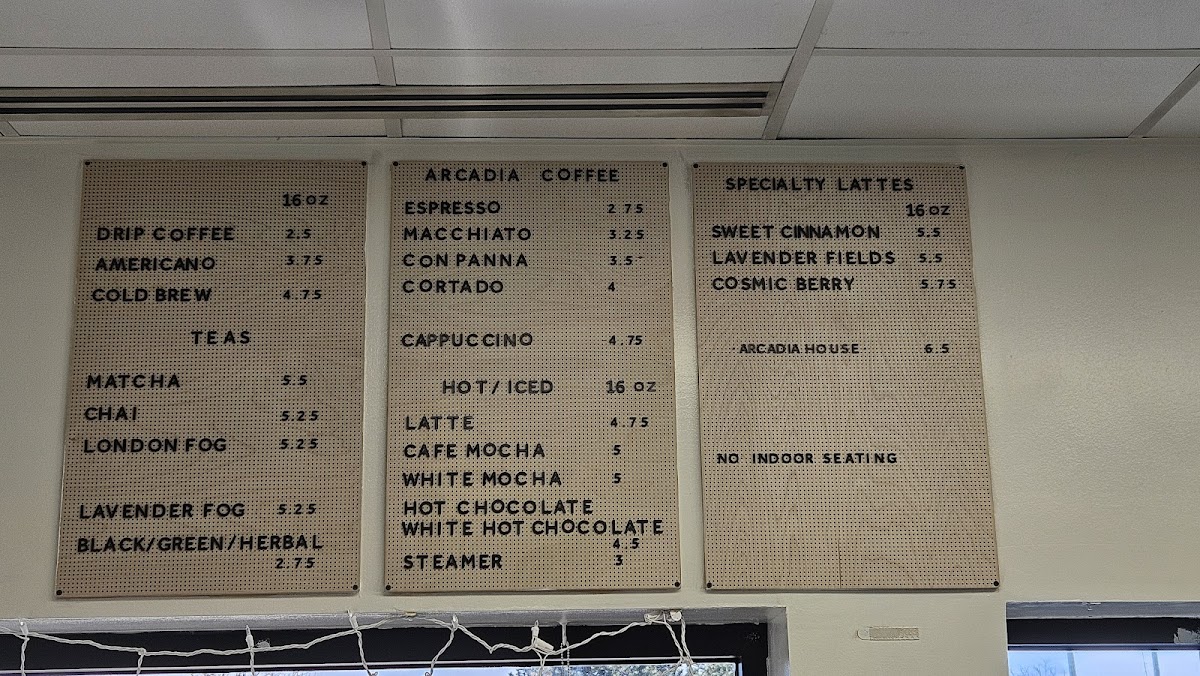 16 OZ
DRIP COFFEE 2.5
AMERICANO 3.75
COLD BREW 4.75
TEAS
MATCHA 5.5
CHAI 5.25
LONDON FOG 5.25
LAVENDER FOG 5.25
BLACK/GREEN/HERBAL
2.75
ARCADIA COFFEE
ESPRESSO 2 75
MACCHIATO 3.25
CON PANNA 3.5
CORTADO 4
CAPPUCCINO 4.75
HOT/ICED 16 OZ
LATTE 4.75
CAFE MOCHA 5
WHITE MOCHA 5
HOT CHOCOLATE
WHITE HOT CHOCOLATE
4 5
STEAMER 3
SPECIALTY LATTES
16 OZ
SWEET CINNAMON 5.5
LAVENDER FIELDS 5.5
COSMIC BERRY 5.75
· ARCADIA HOUSE · 6.5
NO INDOOR SEATING